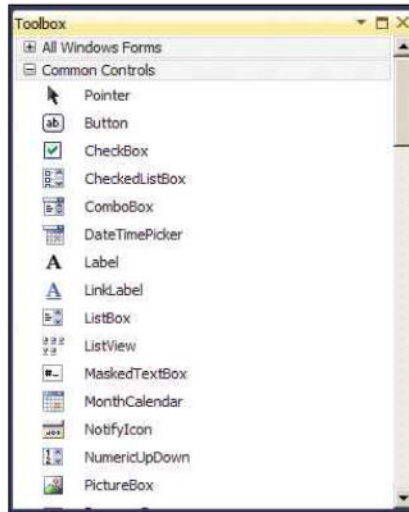 Toolbox
All Windows Forms
Common Controls
Pointer
ab Button
CheckBox
CheckedListBox
ComboBox
DateTimePicker
A Label
A LinkLabel
ListBox
ListView
#_ MaskedTextBox
MonthCalendar
NotifyIcon
NumericUpDown
PictureBox